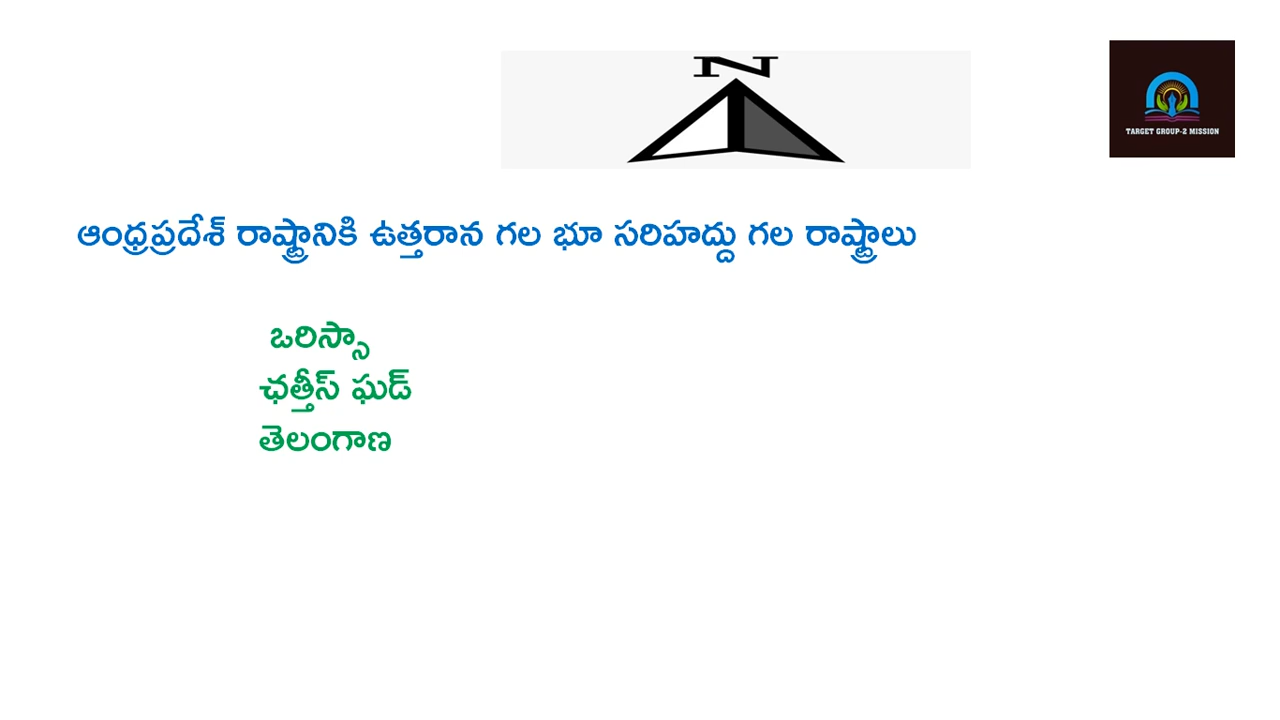 N
TARGET GROUP-2 MISSION
ఆంధ్రప్రదేశ్ రాష్ట్రానికి ఉత్తరాన గల భూ సరిహద్దు గల రాష్ట్రాలు
ఒరిస్సా
ఛత్తీస్ ఘడ్
తెలంగాణ